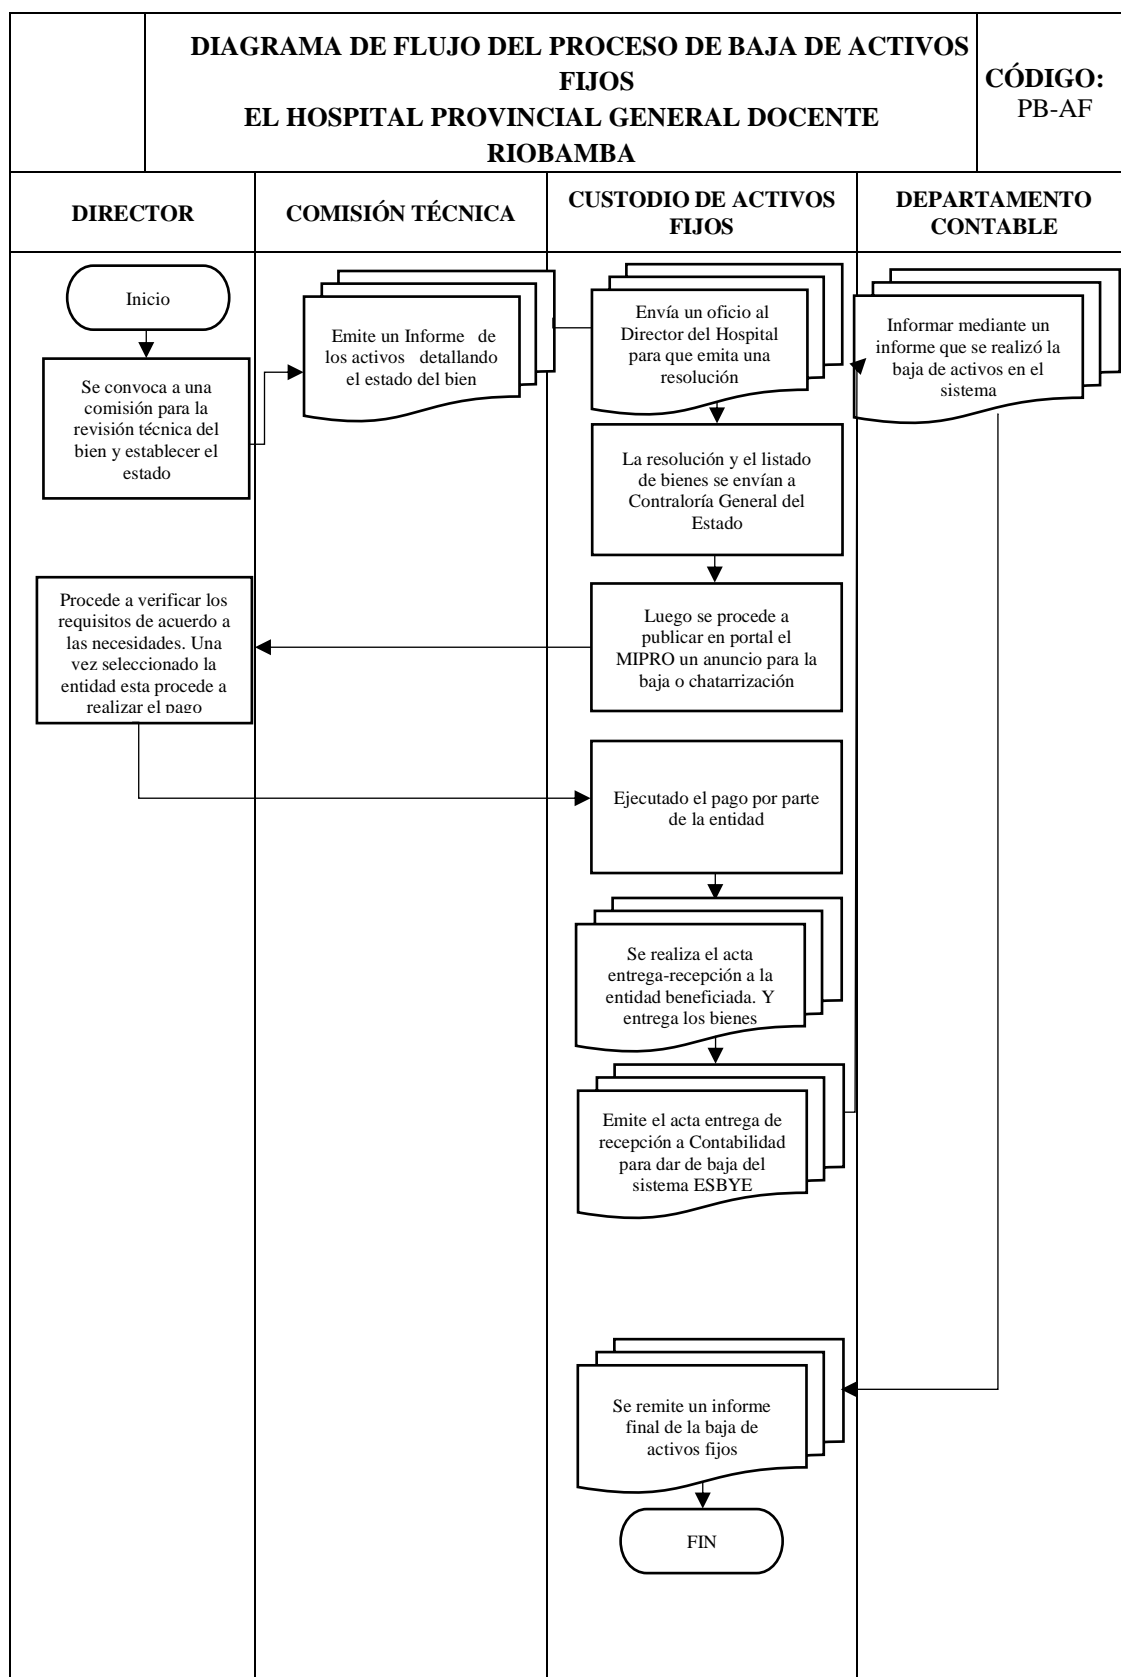 DIAGRAMA DE FLUJO DEL PROCESO DE BAJA DE ACTIVOS
FIJOS
EL HOSPITAL PROVINCIAL GENERAL DOCENTE
RIOBAMBA
CÓDIGO:
PB-AF
DIRECTOR
COMISIÓN TÉCNICA
CUSTODIO DE ACTIVOS
FIJOS
DEPARTAMENTO
CONTABLE
Inicio
Se convoca a una
comisión para la
revisión técnica del
bien y establecer el
estado
Emite un Informe de
los activos detallando
el estado del bien
Envía un oficio al
Director del Hospital
para que emita una
resolución
Informar mediante un
informe que se realizó la
baja de activos en el
sistema
La resolución y el listado
de bienes se envían a
Contraloría General del
Estado
Procede a verificar los
requisitos de acuerdo a
las necesidades. Una
vez seleccionado la
entidad esta procede a
realizar el pago
Luego se procede a
publicar en portal el
MIPRO un anuncio para la
baja o chatarrización
Ejecutado el pago por parte
de la entidad
Se realiza el acta
entrega-recepción a la
entidad beneficiada. Y
entrega los bienes
Emite el acta entrega de
recepción a Contabilidad
para dar de baja del
sistema ESBYE
Se remite un informe
final de la baja de
activos fijos
FIN